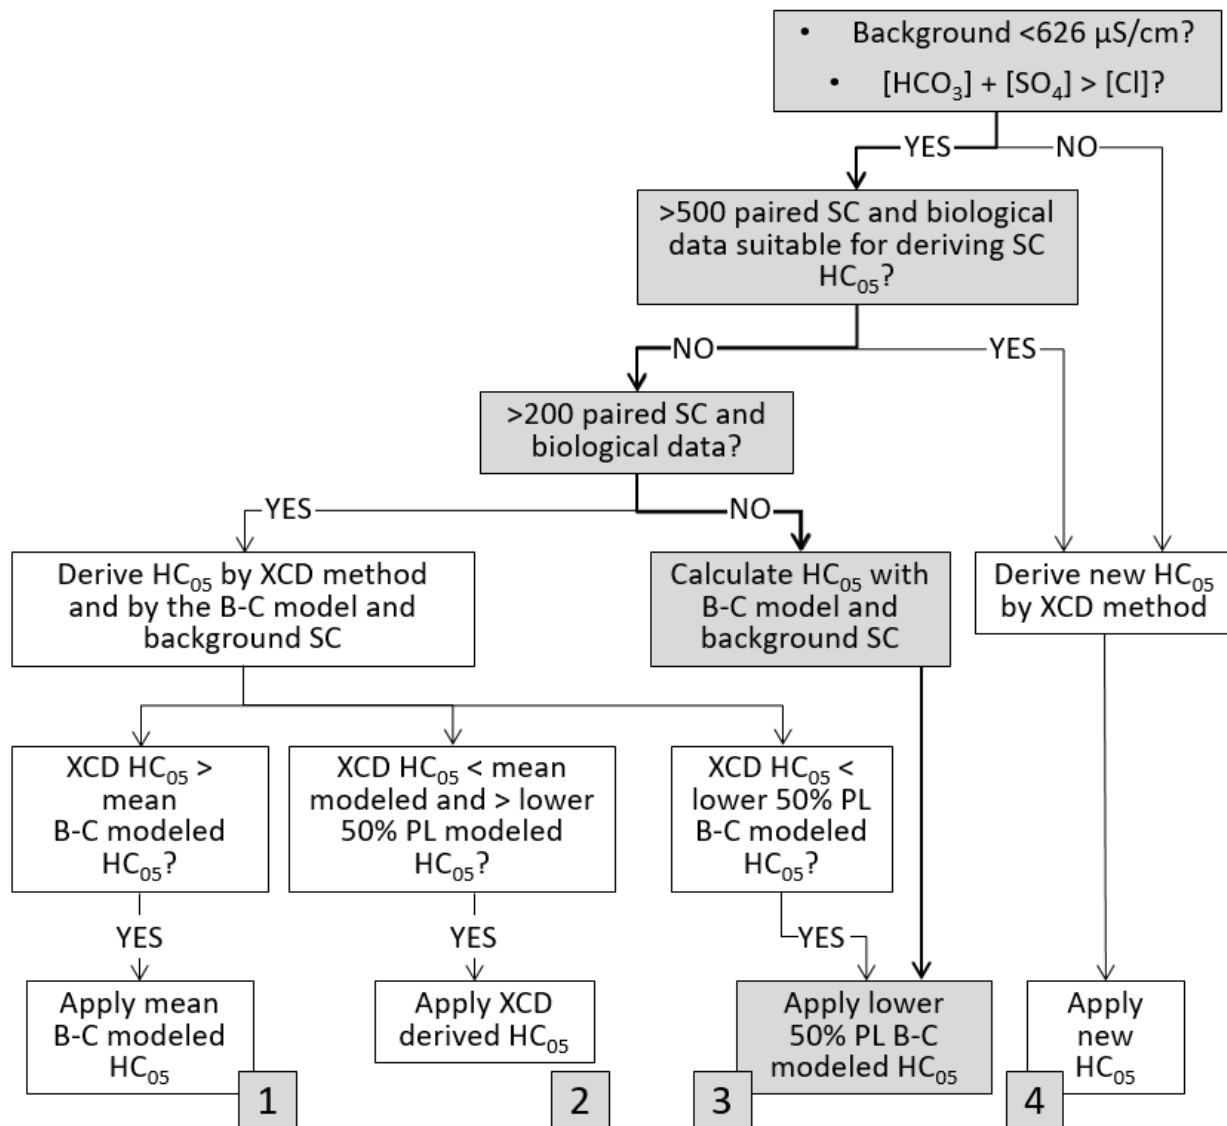 • Background <626 µS/cm?
• [HCO₃] + [SO₄] > [Cl]?
YES
NO
>500 paired SC and biological
data suitable for deriving SC
HC₀₅?
NO
YES
>200 paired SC and
biological data?
YES
NO
Derive HC₀₅ by XCD method
and by the B-C model and
background SC
Calculate HC₀₅ with
B-C model and
background SC
Derive new HC₀₅
by XCD method
XCD HC₀₅ >
mean
B-C modeled
HC₀₅?
XCD HC₀₅ < mean
modeled and > lower
50% PL modeled
HC₀₅?
XCD HC₀₅ <
lower 50% PL
B-C modeled
HC₀₅?
YES
YES
YES
Apply mean
B-C modeled
HC₀₅
1
Apply XCD
derived HC₀₅
2
Apply lower
50% PL B-C
modeled HC₀₅
3
Apply
new
HC₀₅
4